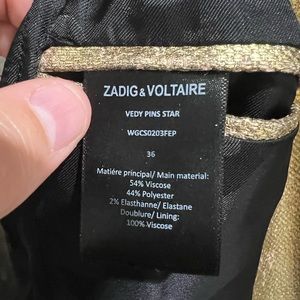 ZADIG & VOLTAIRE
VEDY PINS STAR
WGCS0203FEP
36
Matière principal/ Main material:
54% Viscose
44% Polyester
2% Elasthanne/ Elastane
Doublure/ Lining:
100% Viscose